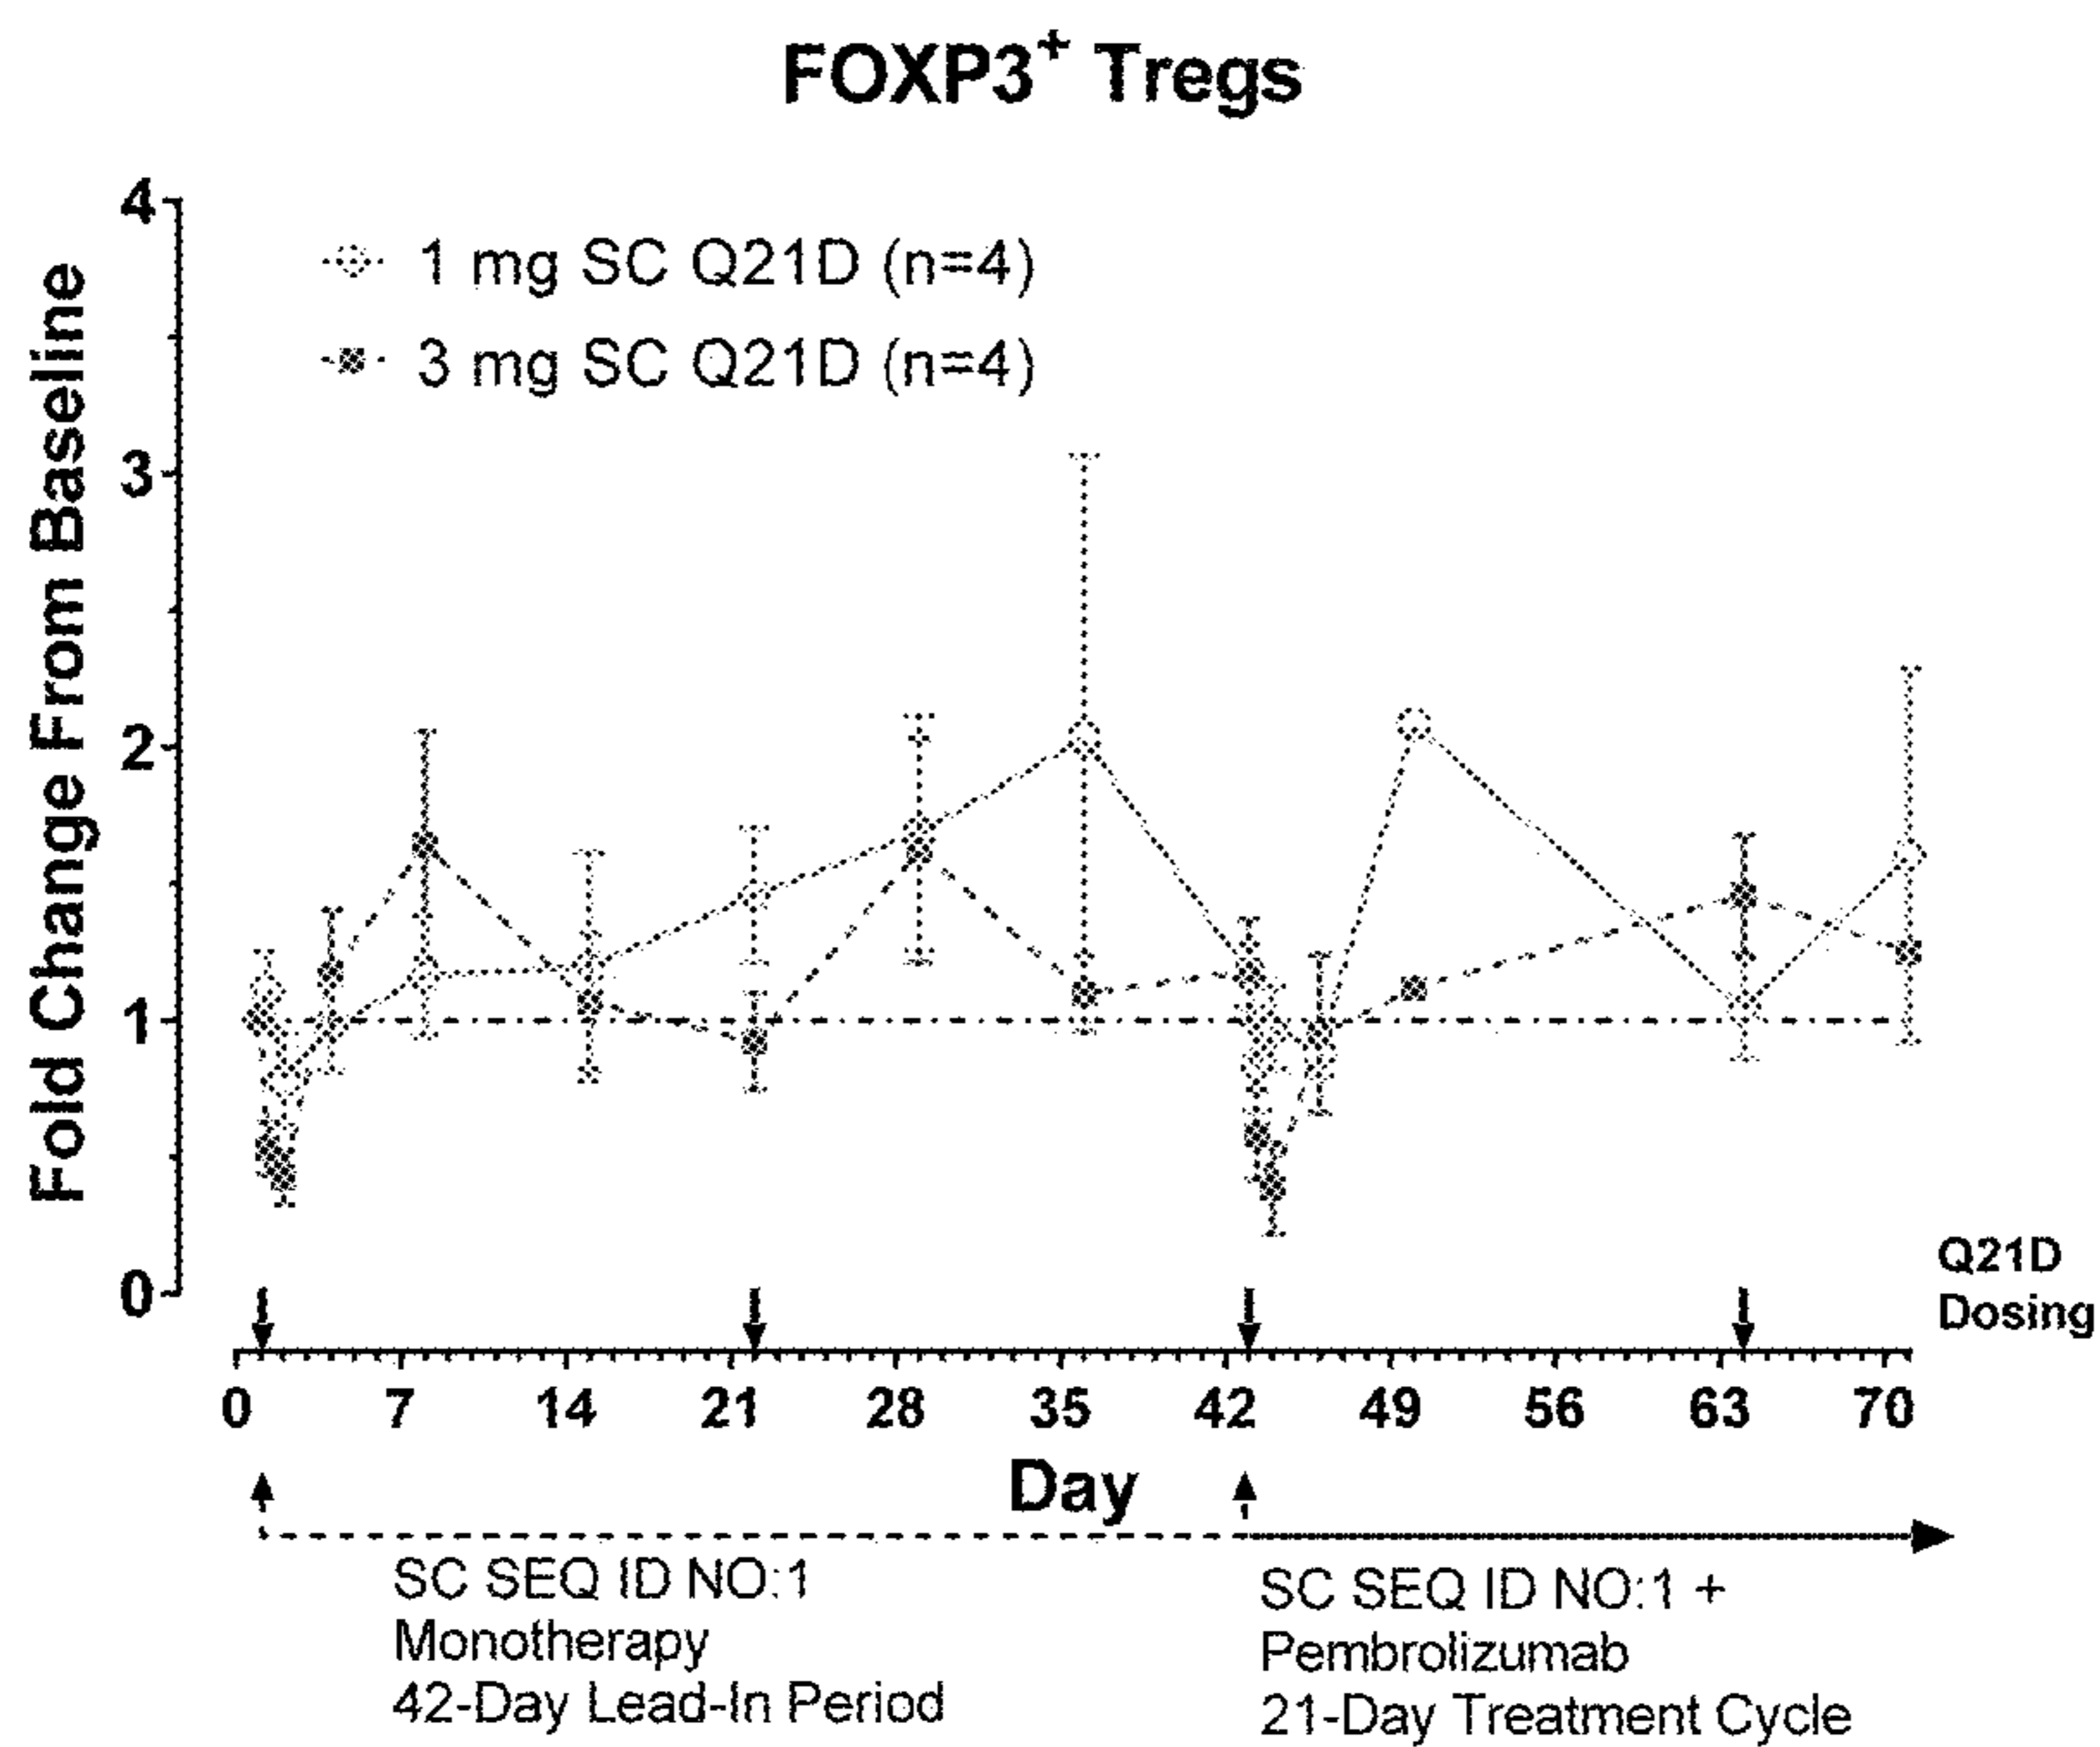 FOXP3+ Tregs
Fold Change From Baseline
4
3
2
1
0
1 mg SC Q21D (n=4)
3 mg SC Q21D (n=4)
Q21D
Dosing
0 7 14 21 28 35 42 49 56 63 70
Day
SC SEQ ID NO:1
Monotherapy
42-Day Lead-In Period
SC SEQ ID NO:1 +
Pembrolizumab
21-Day Treatment Cycle